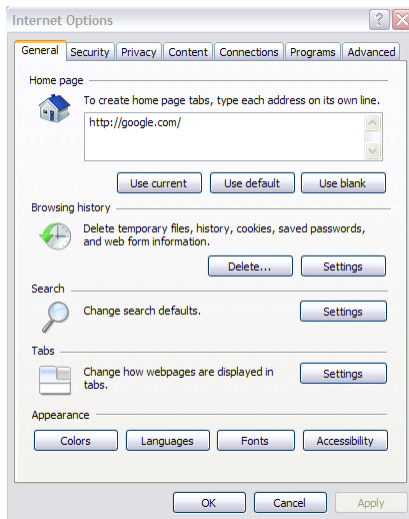 Internet Options
General Security Privacy Content Connections Programs Advanced
Home page
To create home page tabs, type each address on its own line.
http://google.com/
Use current Use default Use blank
Browsing history
Delete temporary files, history, cookies, saved passwords,
and web form information.
Delete... Settings
Search
Change search defaults. Settings
Tabs
Change how webpages are displayed in
tabs.
Settings
Appearance
Colors Languages Fonts Accessibility
OK Cancel Apply